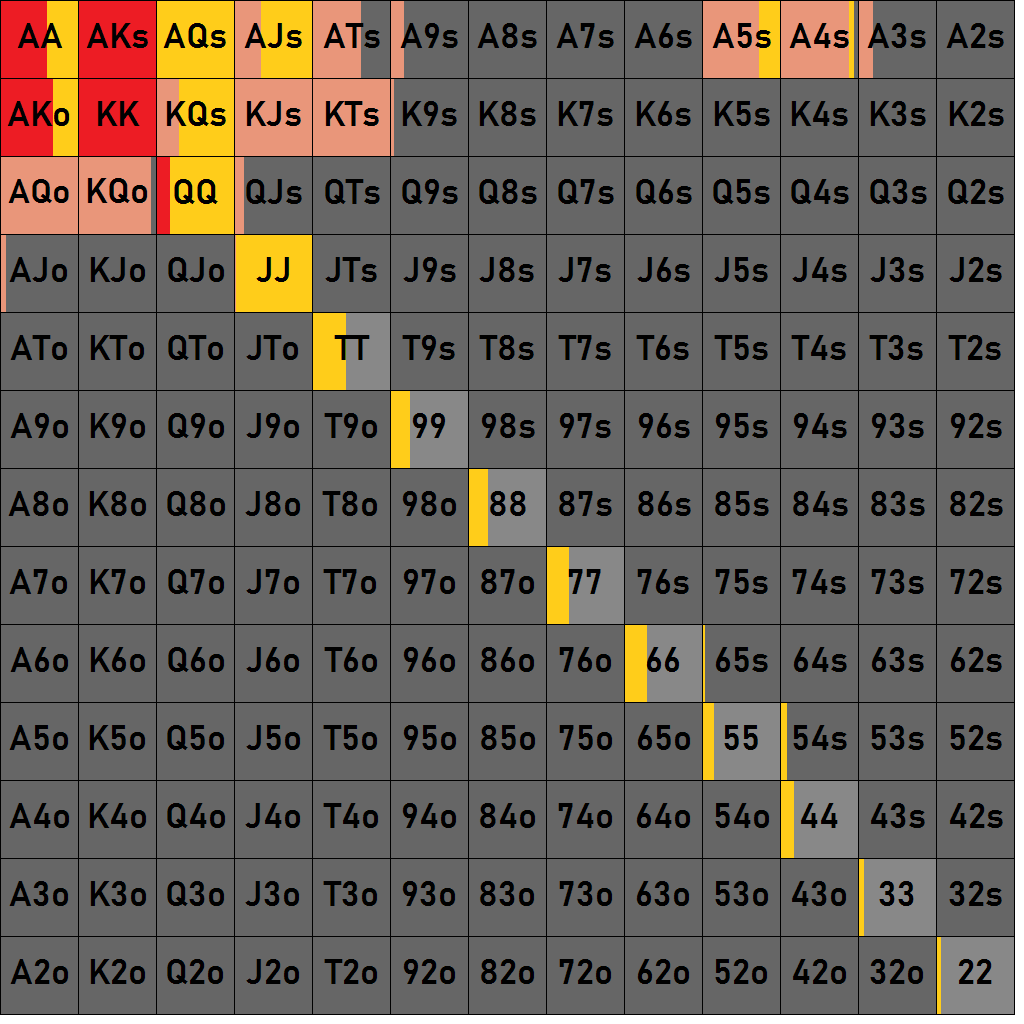 AA AKs AQs AJs ATs A9s A8s A7s A6s A5s A4s A3s A2s
AKo KK KQs KJs KTs K9s K8s K7s K6s K5s K4s K3s K2s
AQo KQo QQ QJs QTs Q9s Q8s Q7s Q6s Q5s Q4s Q3s Q2s
AJo KJo QJo JJ JTs J9s J8s J7s J6s J5s J4s J3s J2s
ATo KTo QTo JTo TT T9s T8s T7s T6s T5s T4s T3s T2s
A9o K9o Q9o J9o T9o 99 98s 97s 96s 95s 94s 93s 92s
A8o K8o Q8o J8o T8o 98o 88 87s 86s 85s 84s 83s 82s
A7o K7o Q7o J7o T7o 97o 87o 77 76s 75s 74s 73s 72s
A6o K6o Q6o J6o T6o 96o 86o 76o 66 65s 64s 63s 62s
A5o K5o Q5o J5o T5o 95o 85o 75o 65o 55 54s 53s 52s
A4o K4o Q4o J4o T4o 94o 84o 74o 64o 54o 44 43s 42s
A3o K3o Q3o J3o T3o 93o 83o 73o 63o 53o 43o 33 32s
A2o K2o Q2o J2o T2o 92o 82o 72o 62o 52o 42o 32o 22